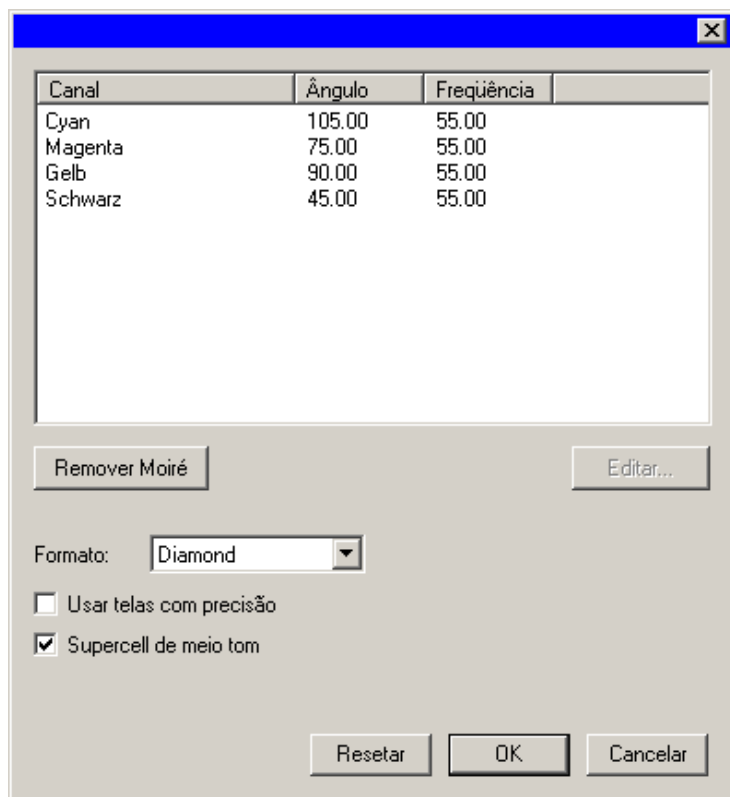 Canal Ângulo Freqüência
Cyan 105.00 55.00
Magenta 75.00 55.00
Gelb 90.00 55.00
Schwarz 45.00 55.00
Remover Moiré Editar...
Formato: Diamond
Usar telas com precisão
Supercell de meio tom
Resetar OK Cancelar